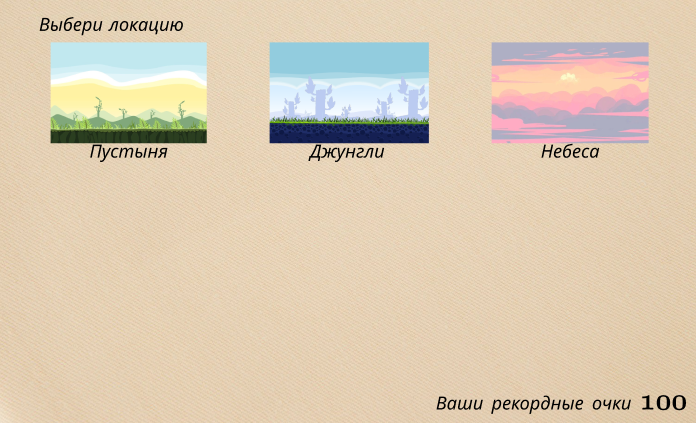 Выбери локацию
Пустыня
Джунгли
Небеса
Ваши рекордные очки 100